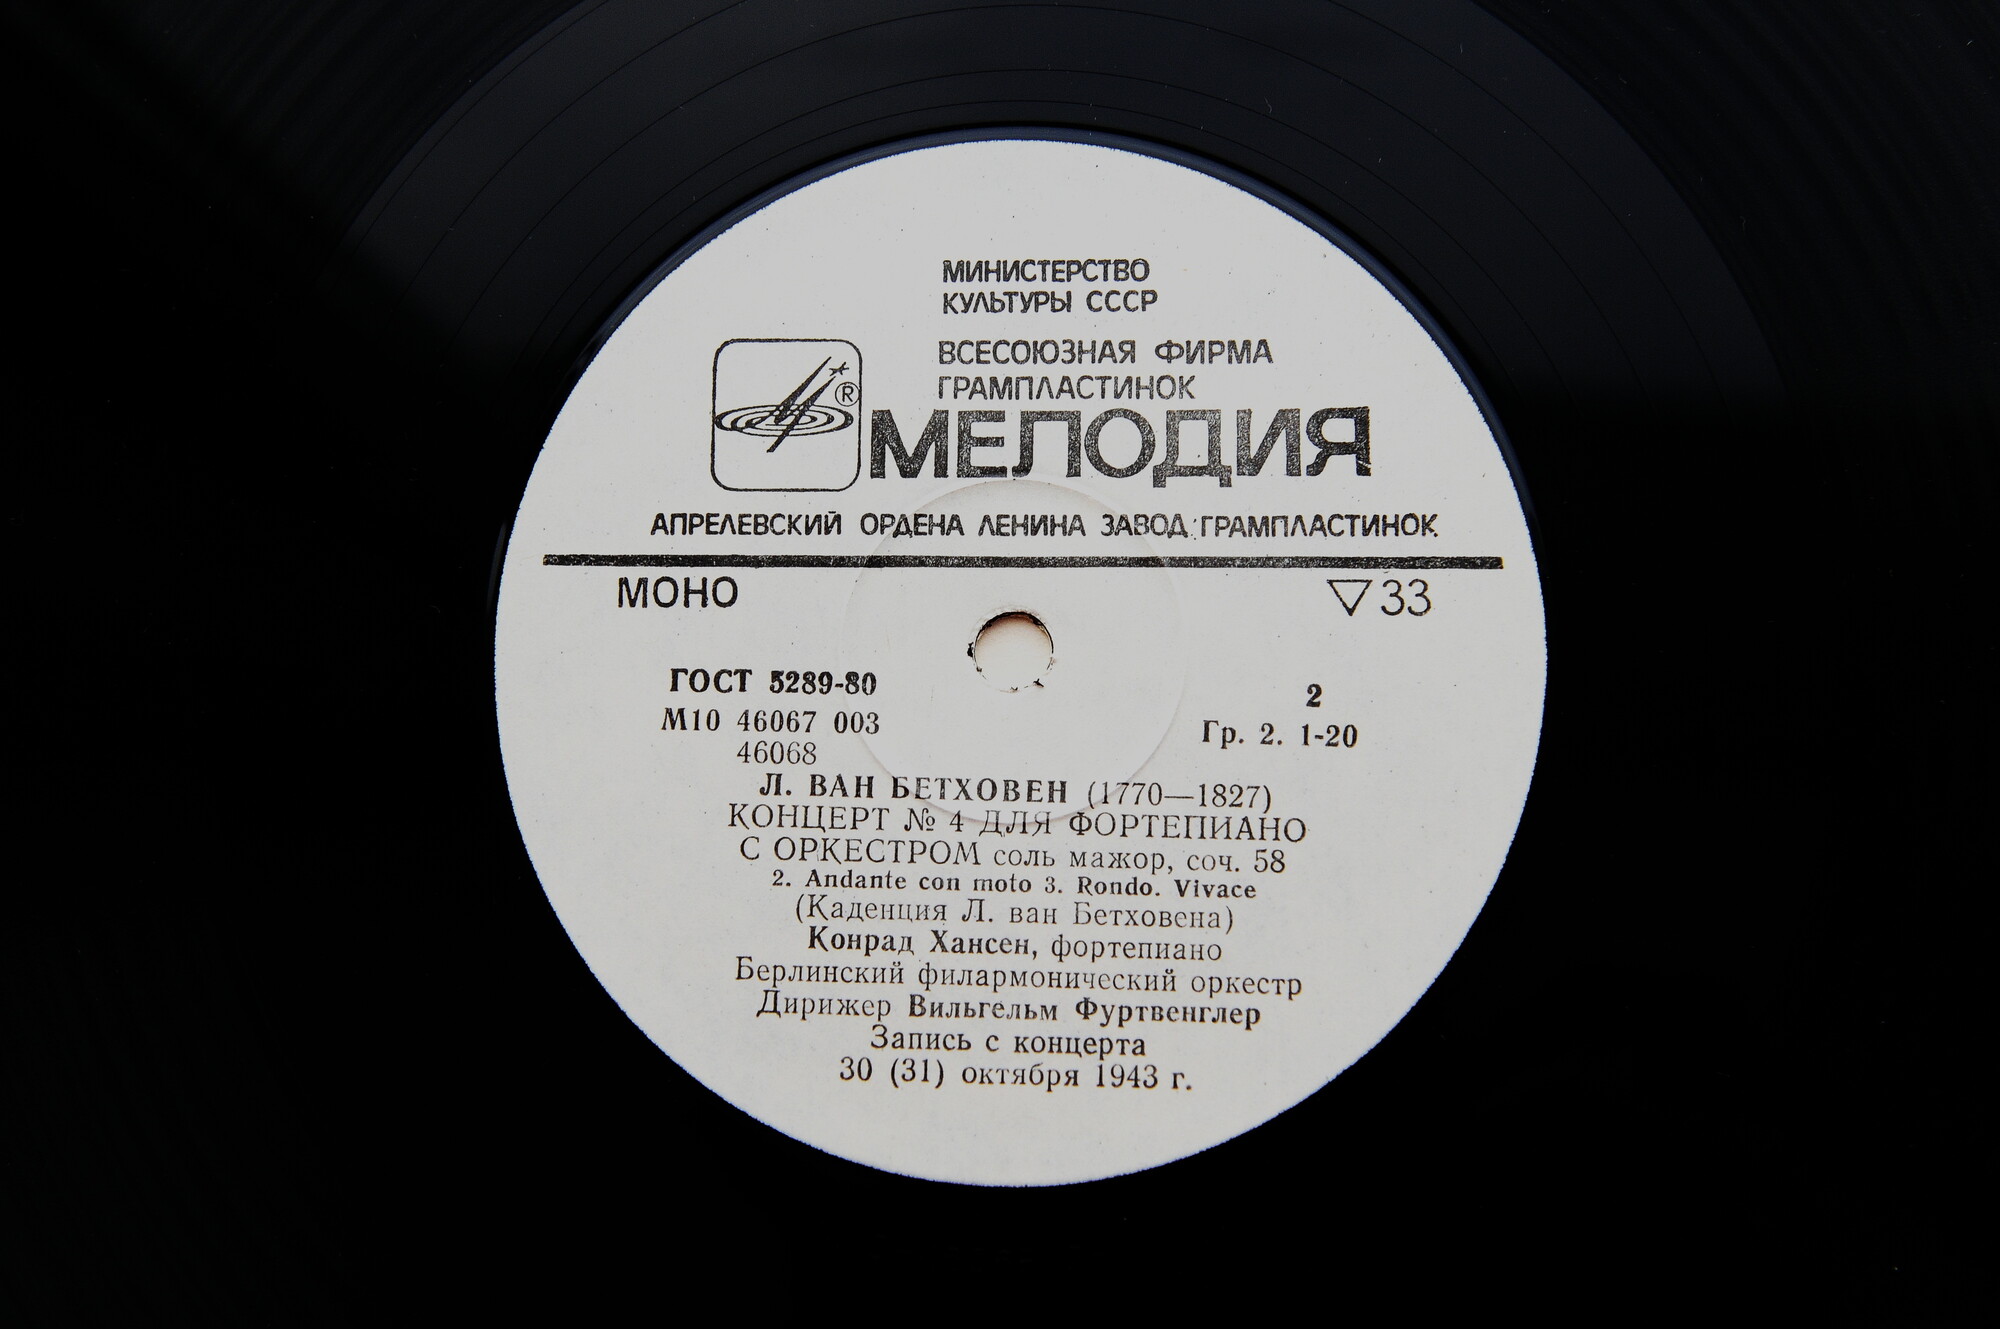 МИНИСТЕРСТВО
КУЛЬТУРЫ СССР
ВСЕСОЮЗНАЯ ФИРМА
ГРАМПЛАСТИНОК
®
МЕЛОДИЯ
АПРЕЛЕВСКИЙ ОРДЕНА ЛЕНИНА ЗАВОД ГРАМПЛАСТИНОК
МОНО ▽33
ГОСТ 5289-80 2
М10 46067 003 Гр. 2. 1-20
46068
Л. ВАН БЕТХОВЕН (1770—1827)
КОНЦЕРТ № 4 ДЛЯ ФОРТЕПИАНО
С ОРКЕСТРОМ соль мажор, соч. 58
2. Andante con moto 3. Rondo. Vivace
(Каденция Л. ван Бетховена)
Конрад Хансен, фортепиано
Берлинский филармонический оркестр
Дирижер Вильгельм Фуртвенглер
Запись с концерта
30 (31) октября 1943 г.